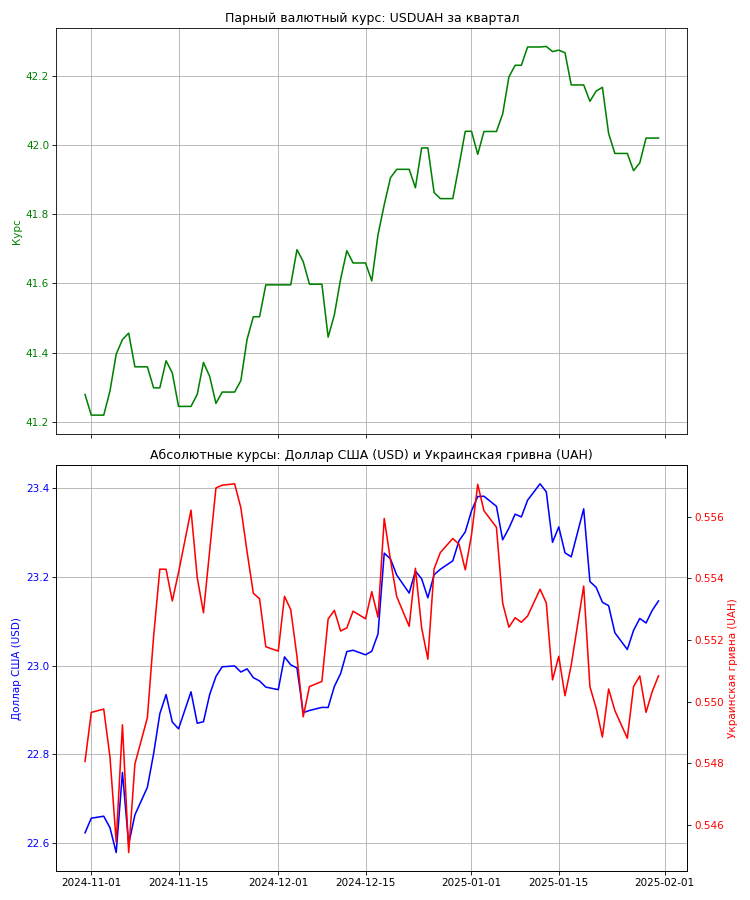 Парный валютный курс: USDUAH за квартал
Курс
42.2
42.0
41.8
41.6
41.4
41.2
Абсолютные курсы: Доллар США (USD) и Украинская гривна (UAH)
Доллар США (USD)
23.4
23.2
23.0
22.8
22.6
0.556
0.554
0.552
0.550
0.548
0.546
Украинская гривна (UAH)
2024-11-01 2024-11-15 2024-12-01 2024-12-15 2025-01-01 2025-01-15 2025-02-01